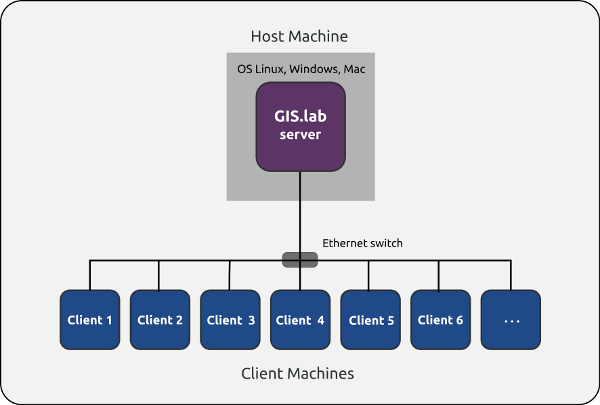 Host Machine
OS Linux, Windows, Mac
GIS.lab
server
Ethernet switch
Client 1
Client 2
Client 3
Client 4
Client 5
Client 6
...
Client Machines